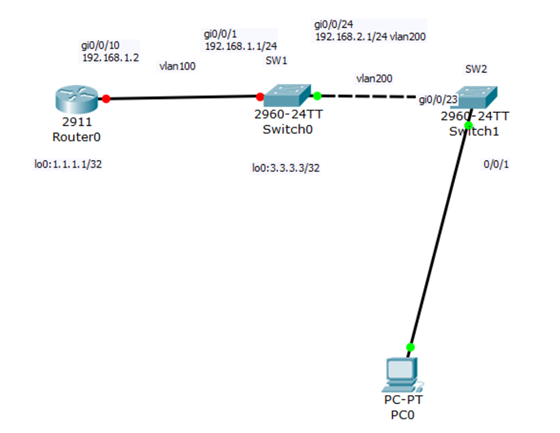 gi0/0/10
192.168.1.2
vlan100
gi0/0/1
192.168.1.1/24
gi0/0/24
192.168.2.1/24 vlan200
SW1
vlan200
SW2
gi0/0/23
2911
Router0
2960-24TT
Switch0
2960-24TT
Switch1
lo0:1.1.1.1/32
lo0:3.3.3.3/32
0/0/1
PC-PT
PC0